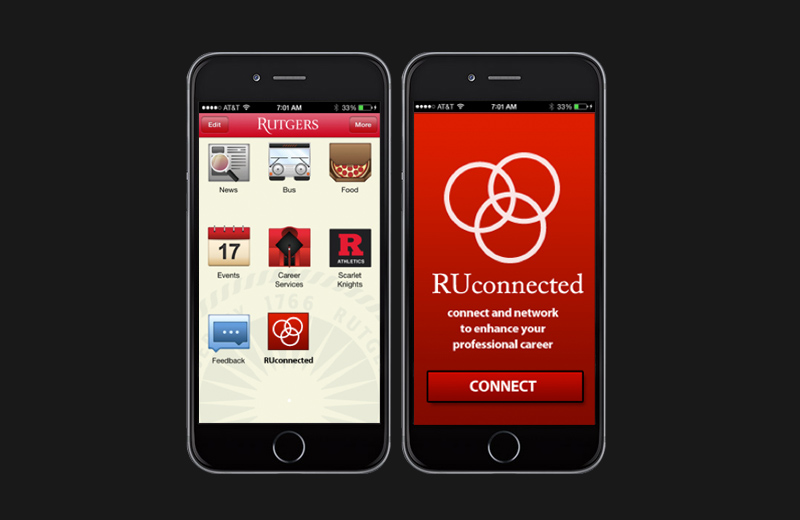 AT&T 7:01 AM 33%
Edit RUTGERS More
News Bus Food
17 R
ATHLETICS
Events Career Services Scarlet Knights
1766 RUTGE
Feedback RUconnected
AT&T 7:01 AM 33%
RUconnected
connect and network
to enhance your
professional career
CONNECT